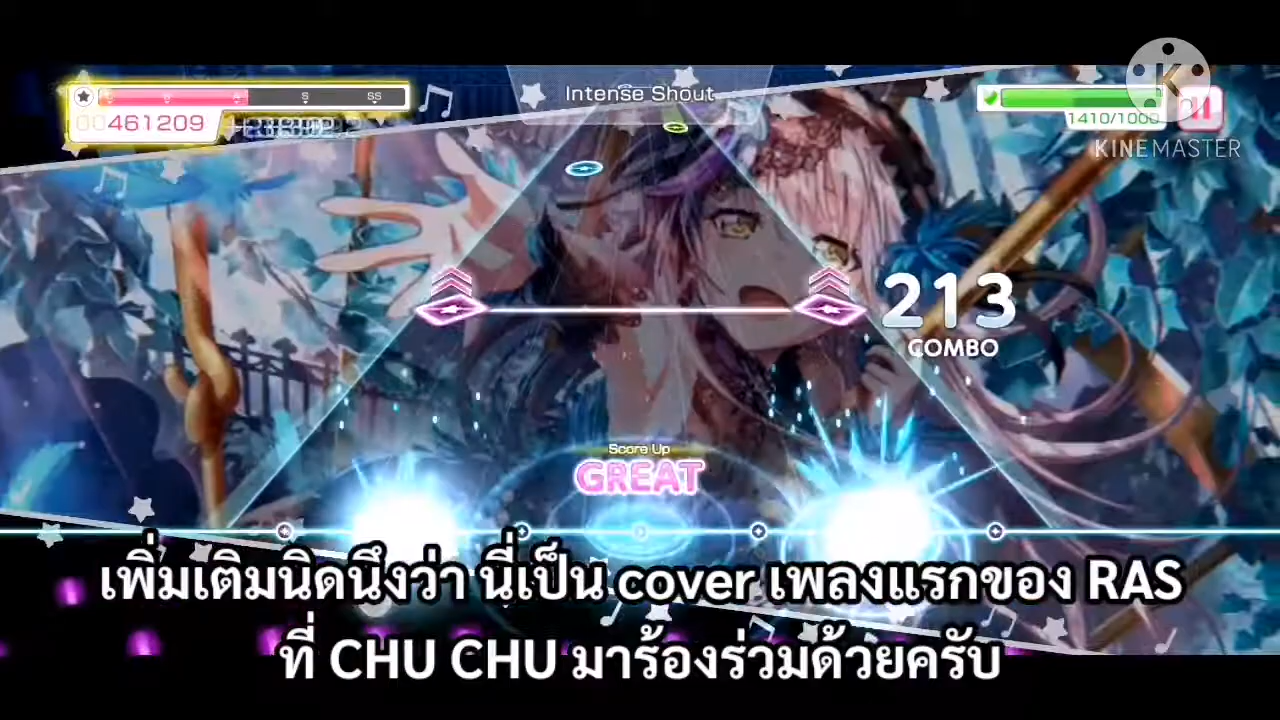 C B A S SS
00461209
Intense Shout
1410/1000
KINEMASTER
213
COMBO
Score Up
GREAT
เพิ่มเติมนิดนึงว่า นี่เป็น cover เพลงแรกของ RAS
ที่ CHU CHU มาร้องร่วมด้วยครับ